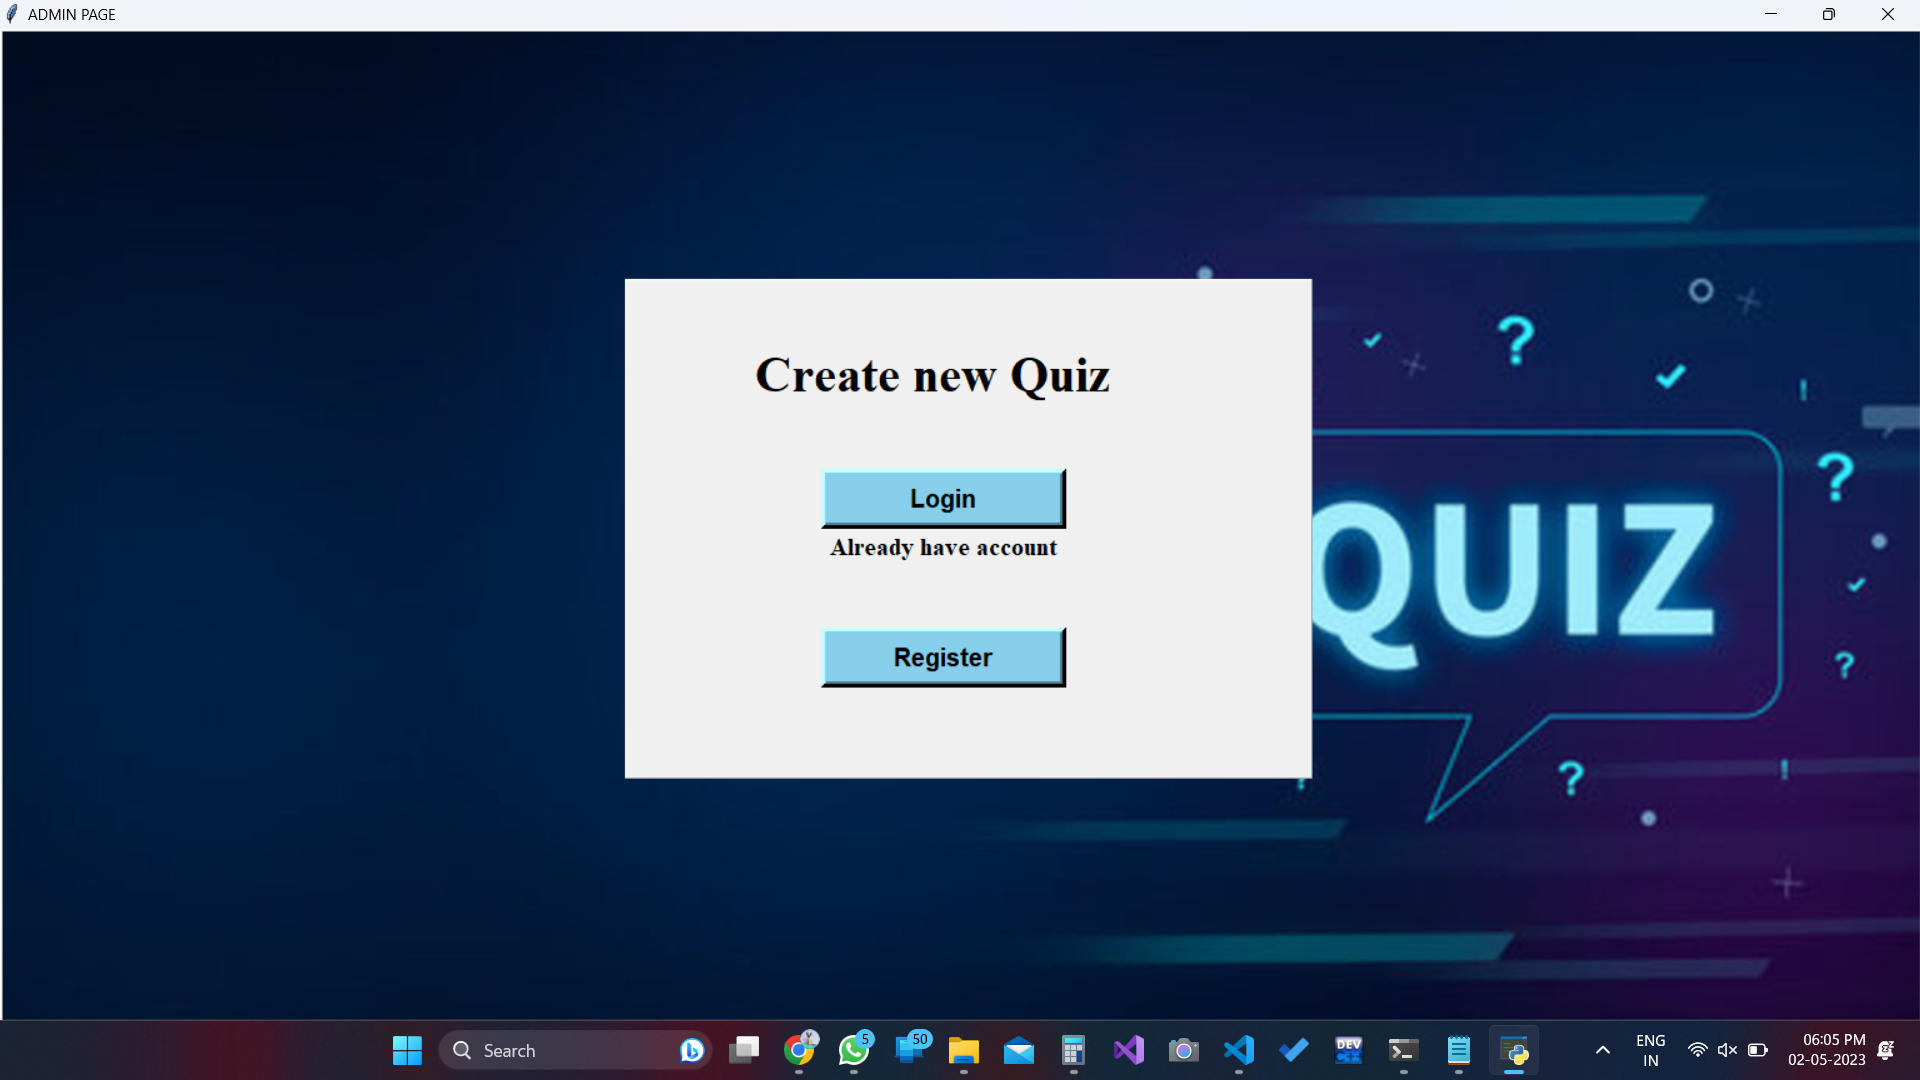 ADMIN PAGE
Create new Quiz
Login
Already have account
Register
QUIZ
Search
5
50
DEV
C++
ENG
IN
06:05 PM
02-05-2023